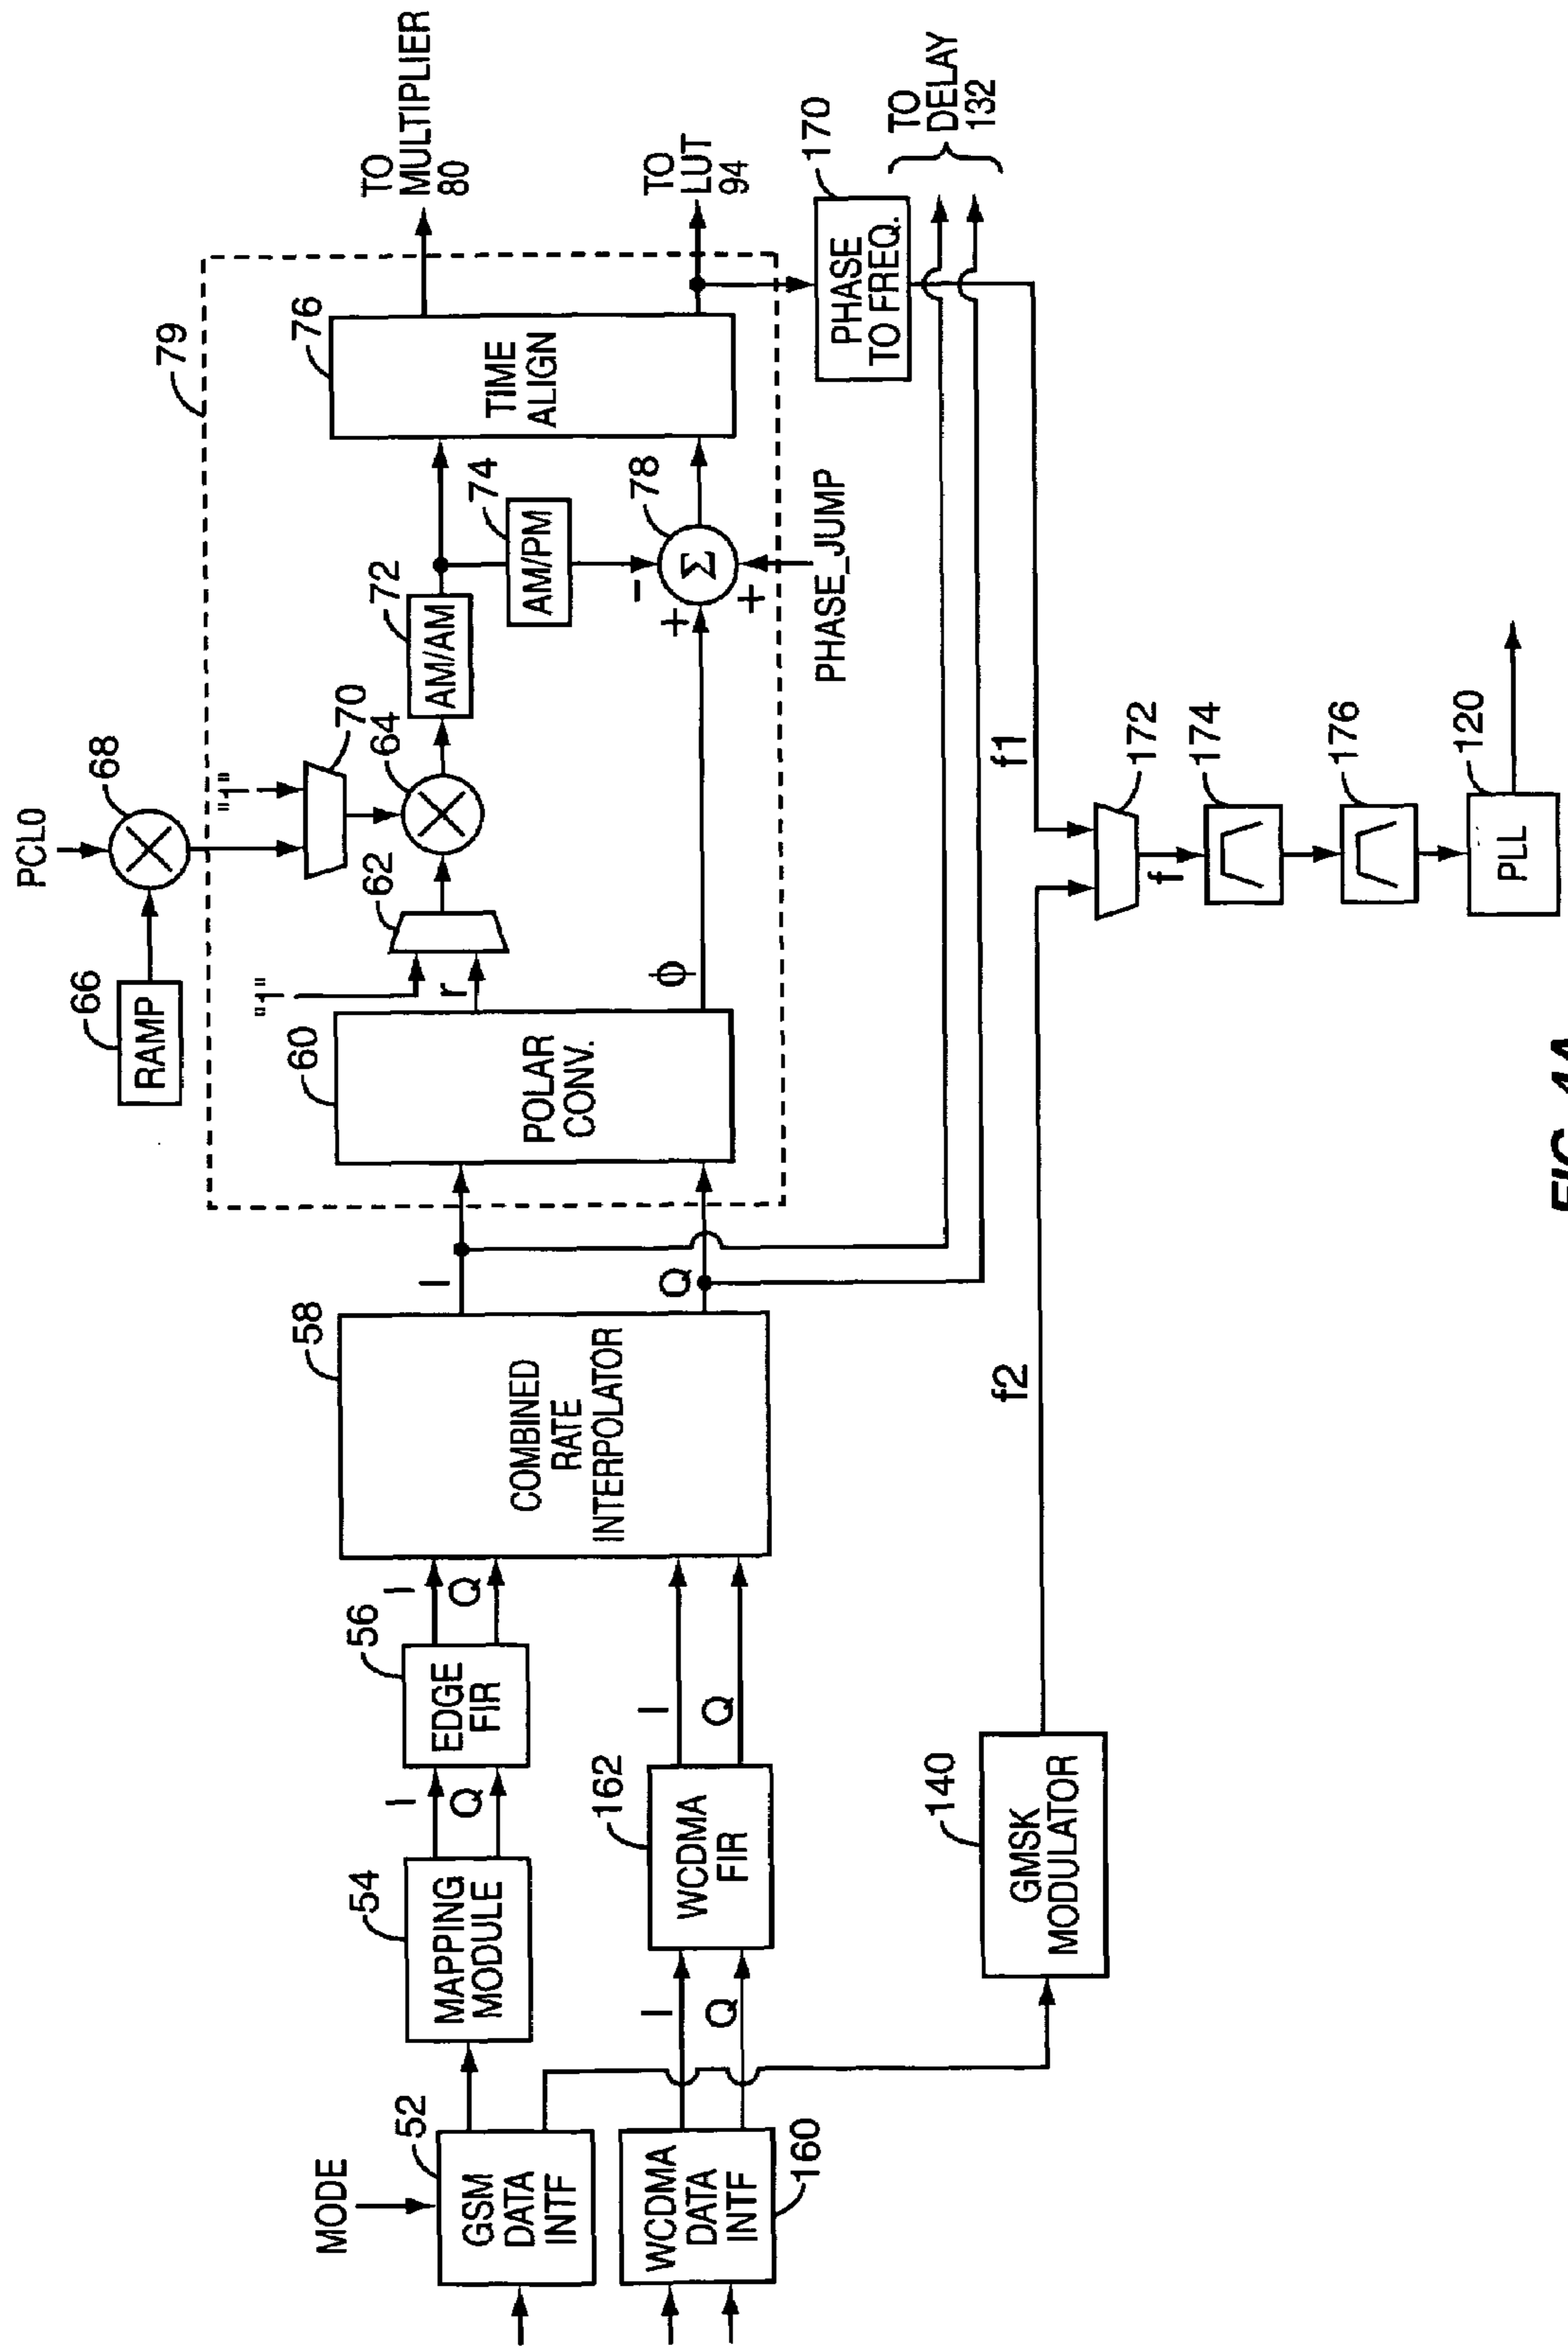 PCL0
68
66
RAMP
"1"
70
79
"1"
62
64
72
AM/AM
74
AM/PM
76
TIME
ALIGN
TO
MULTIPLIER
80
60
POLAR
CONV.
r
ϕ
+
-
+
78
Σ
PHASE_JUMP
TO
LUT
94
170
PHASE
TO FREQ.
TO
DELAY
132
MODE
52
GSM
DATA
INTF
54
MAPPING
MODULE
I
Q
56
EDGE
FIR
I
Q
58
COMBINED
RATE
INTERPOLATOR
I
Q
WCDMA
DATA
INTF
160
I
Q
162
WCDMA
FIR
I
Q
140
GMSK
MODULATOR
f2
f1
172
f
174
176
120
PLL
FIG. 4A